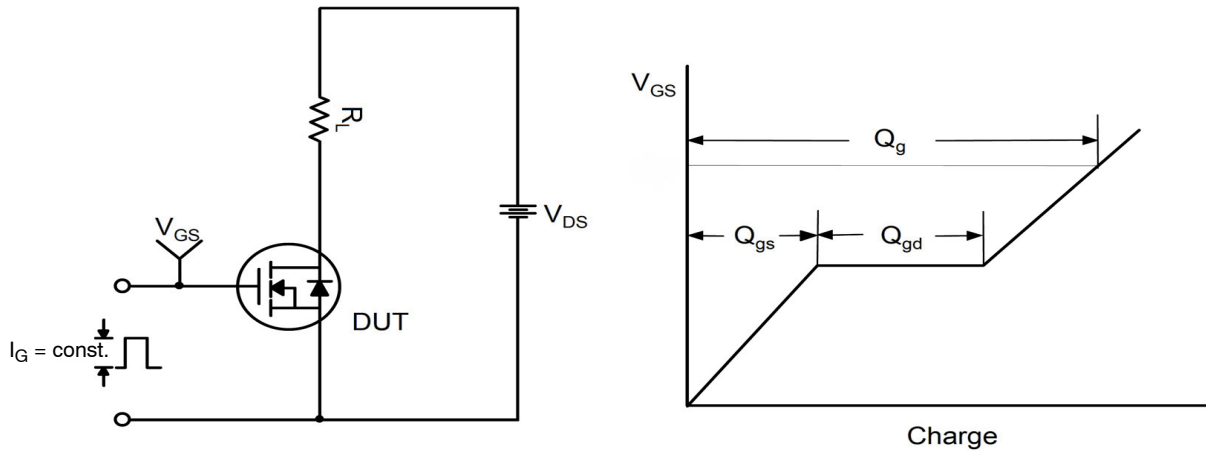 R_L
V_DS
V_GS
DUT
I_G = const.
V_GS
Q_g
Q_gs
Q_gd
Charge